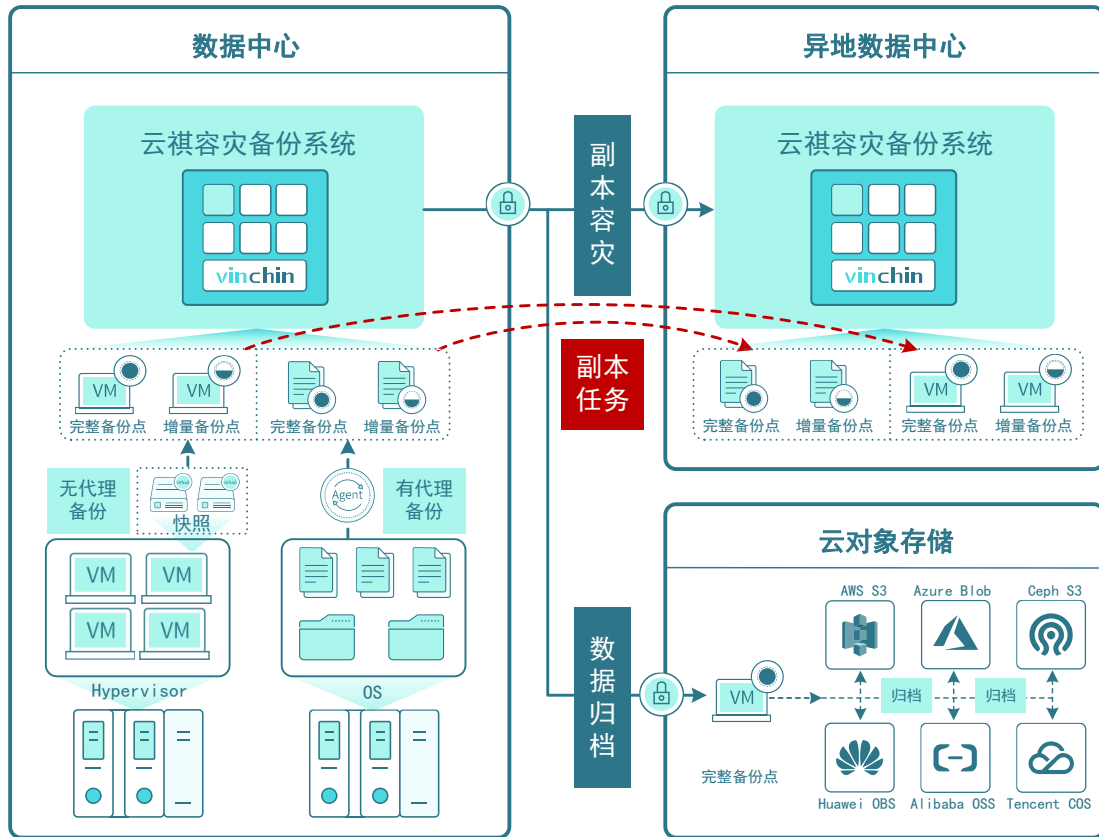 数据中心
云祺容灾备份系统
vinchin
VM
VM
完整备份点
增量备份点
完整备份点
增量备份点
无代理
备份
virtual
virtual
快照
Agent
有代理
备份
VM
VM
VM
VM
Hypervisor
OS
副本容灾
副本
任务
数据归档
异地数据中心
云祺容灾备份系统
vinchin
VM
VM
完整备份点
增量备份点
完整备份点
增量备份点
云对象存储
AWS S3
Azure Blob
Ceph S3
VM
归档
归档
完整备份点
Huawei OBS
Alibaba OSS
Tencent COS